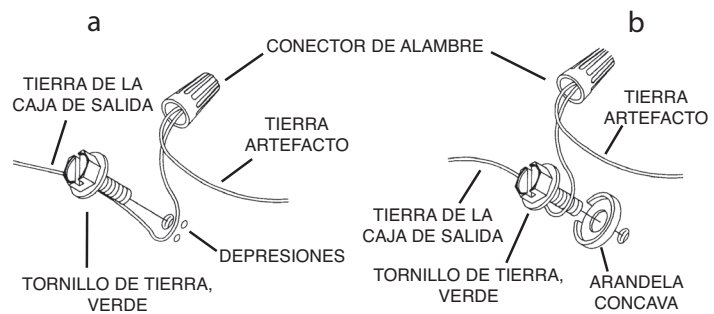 a
b
CONECTOR DE ALAMBRE
TIERRA DE LA
CAJA DE SALIDA
TIERRA
ARTEFACTO
DEPRESIONES
TORNILLO DE TIERRA,
VERDE
TIERRA
ARTEFACTO
TIERRA DE LA
CAJA DE SALIDA
TORNILLO DE TIERRA,
VERDE
ARANDELA
CONCAVA